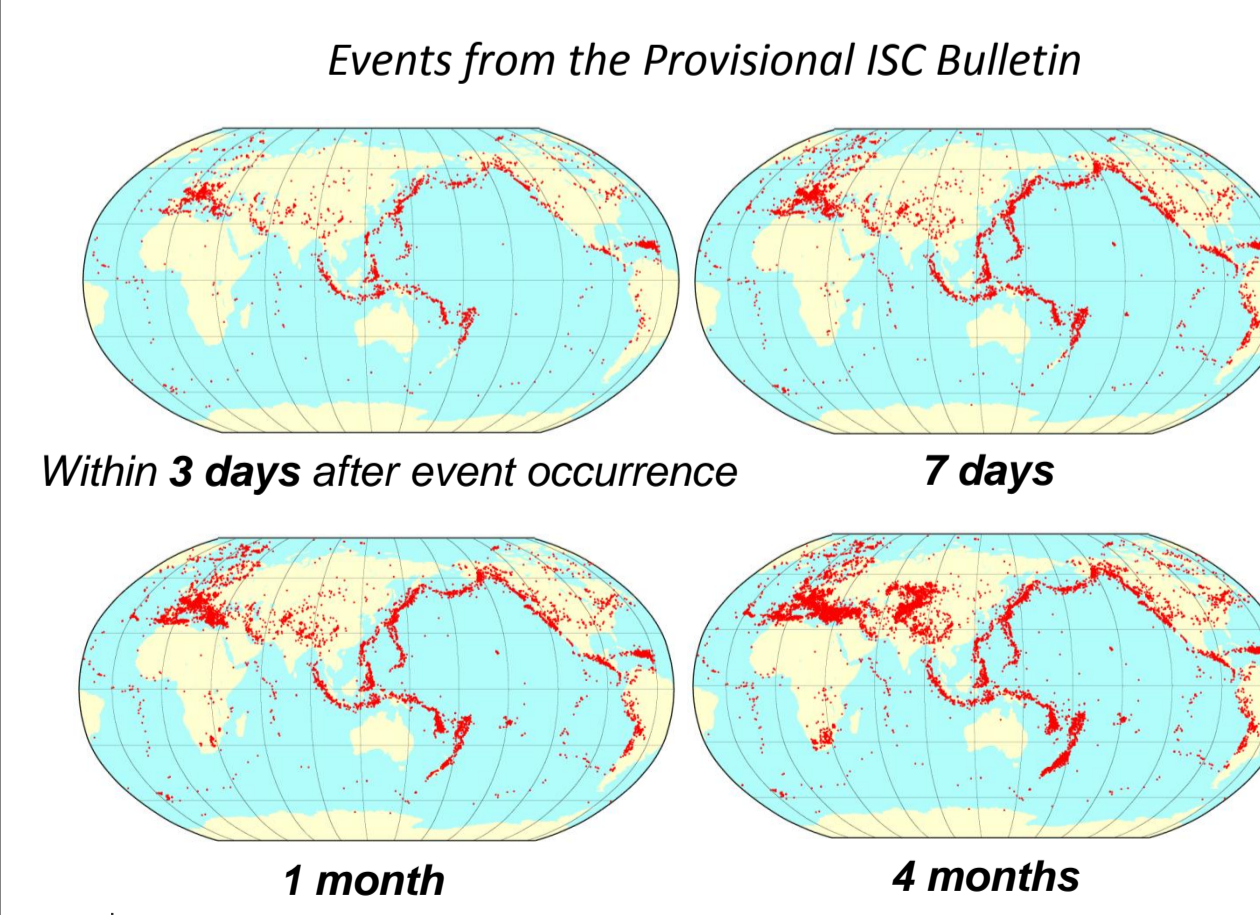 Events from the Provisional ISC Bulletin
Within 3 days after event occurrence
7 days
1 month
4 months